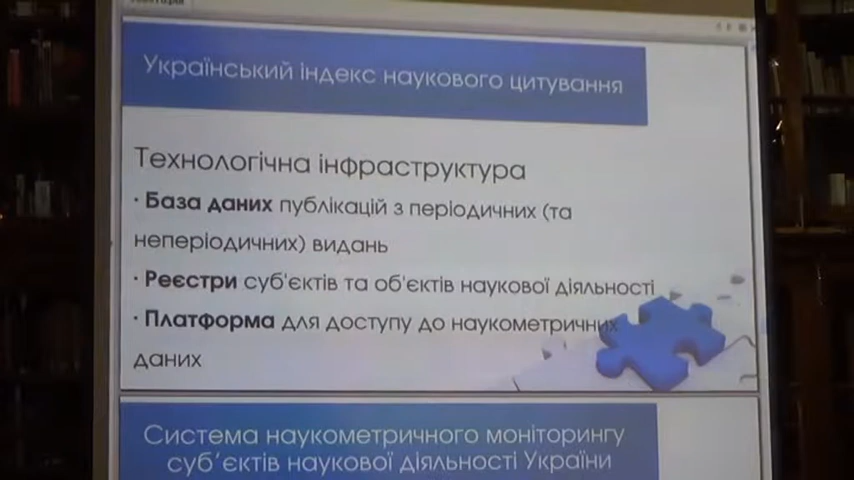 Український індекс наукового цитування
Технологічна інфраструктура
· База даних публікацій з періодичних (та
неперіодичних) видань
· Реєстри суб'єктів та об'єктів наукової діяльності
· Платформа для доступу до наукометричних
даних
Система наукометричного моніторингу
суб'єктів наукової діяльності України